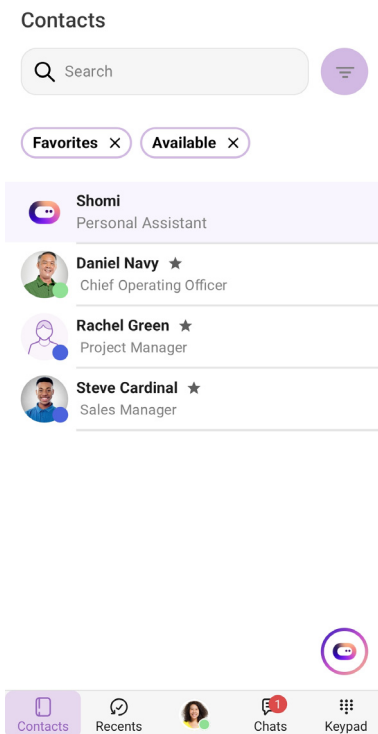 Contacts
Search
Favorites
Available
Shomi
Personal Assistant
Daniel Navy
Chief Operating Officer
Rachel Green
Project Manager
Steve Cardinal
Sales Manager
1
Contacts
Recents
Chats
Keypad